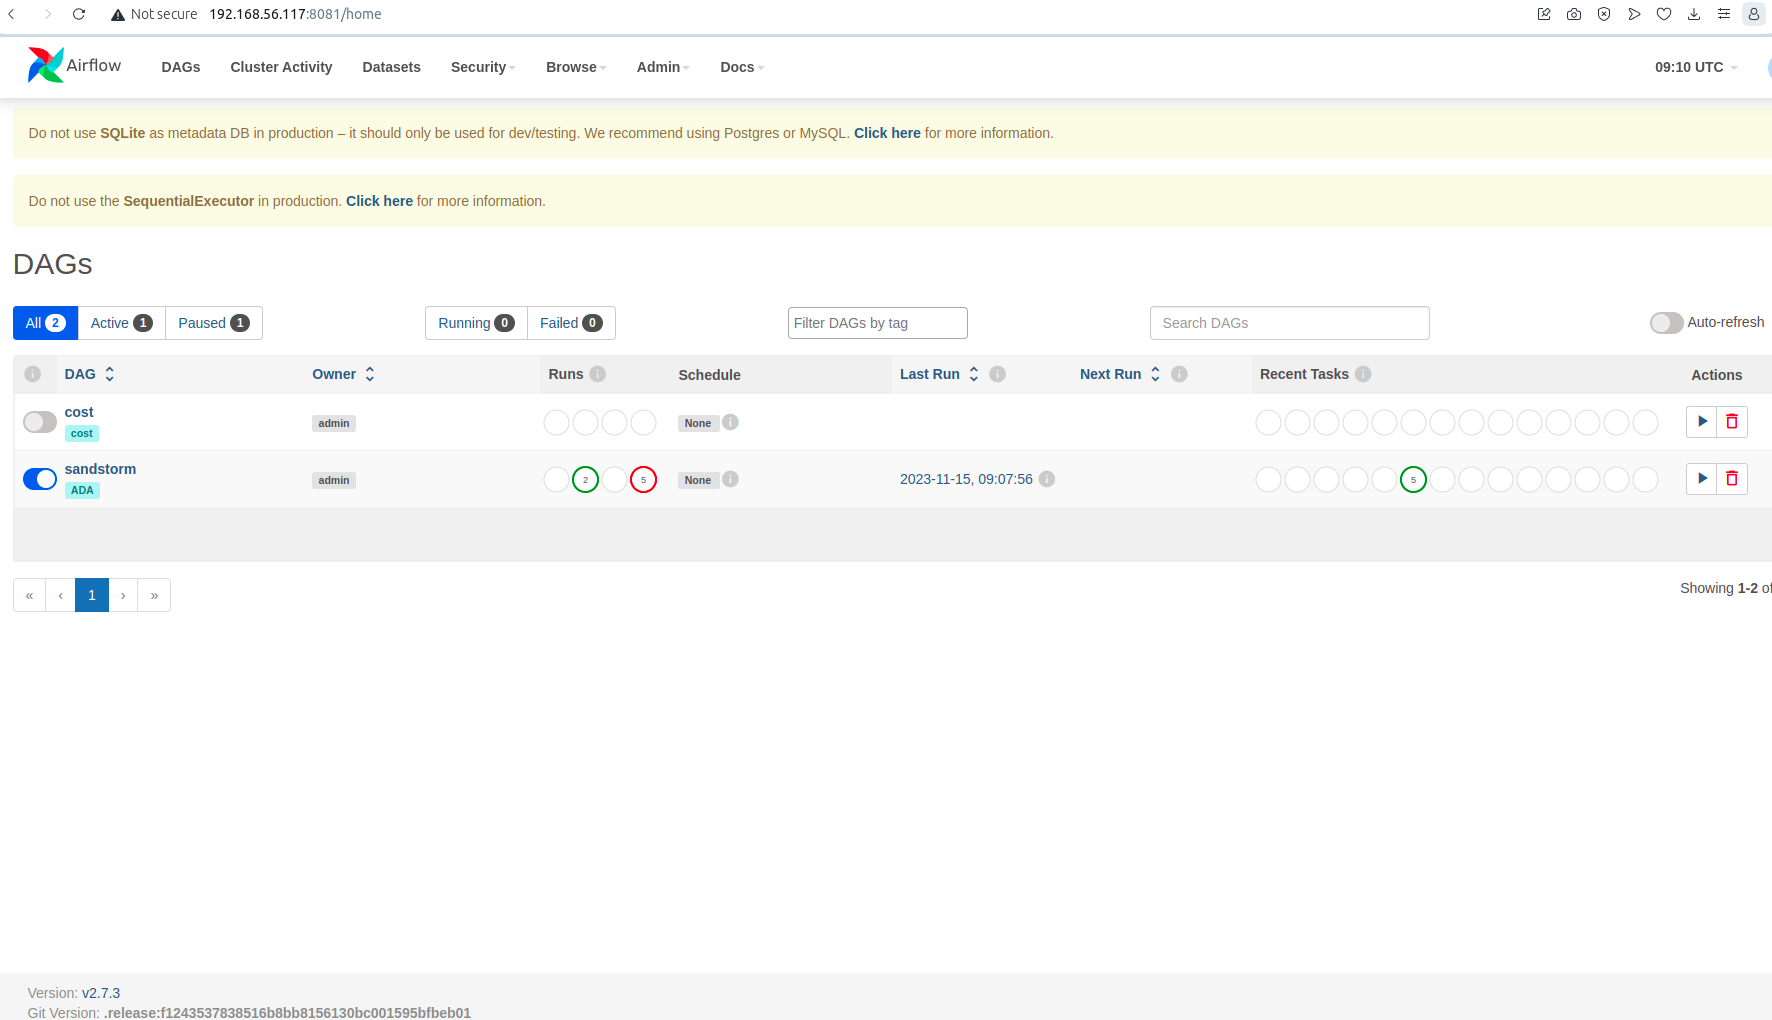 Not secure 192.168.56.117:8081/home
Airflow DAGs Cluster Activity Datasets Security Browse Admin Docs 09:10 UTC
Do not use SQLite as metadata DB in production – it should only be used for dev/testing. We recommend using Postgres or MySQL. Click here for more information.
Do not use the SequentialExecutor in production. Click here for more information.
DAGs
All 2 Active 1 Paused 1 Running 0 Failed 0 Filter DAGs by tag Search DAGs Auto-refresh
i DAG Owner Runs i Schedule Last Run i Next Run i Recent Tasks i Actions
cost
cost admin None i
sandstorm
ADA admin 2 5 None i 2023-11-15, 09:07:56 i 5
« ‹ 1 › » Showing 1-2 of
Version: v2.7.3
Git Version: .release:f1243537838516b8bb8156130bc001595bfbeb01